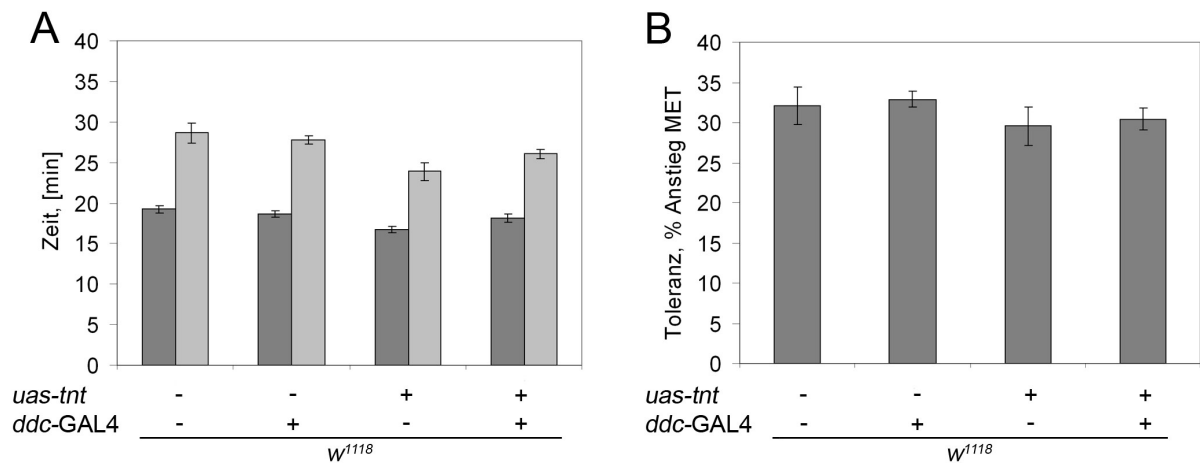 A
Zeit, [min]
40
35
30
25
20
15
10
5
0
uas-tnt - - + +
ddc-GAL4 - + - +
w1118
B
Toleranz, % Anstieg MET
40
35
30
25
20
15
10
5
0
uas-tnt - - + +
ddc-GAL4 - + - +
w1118